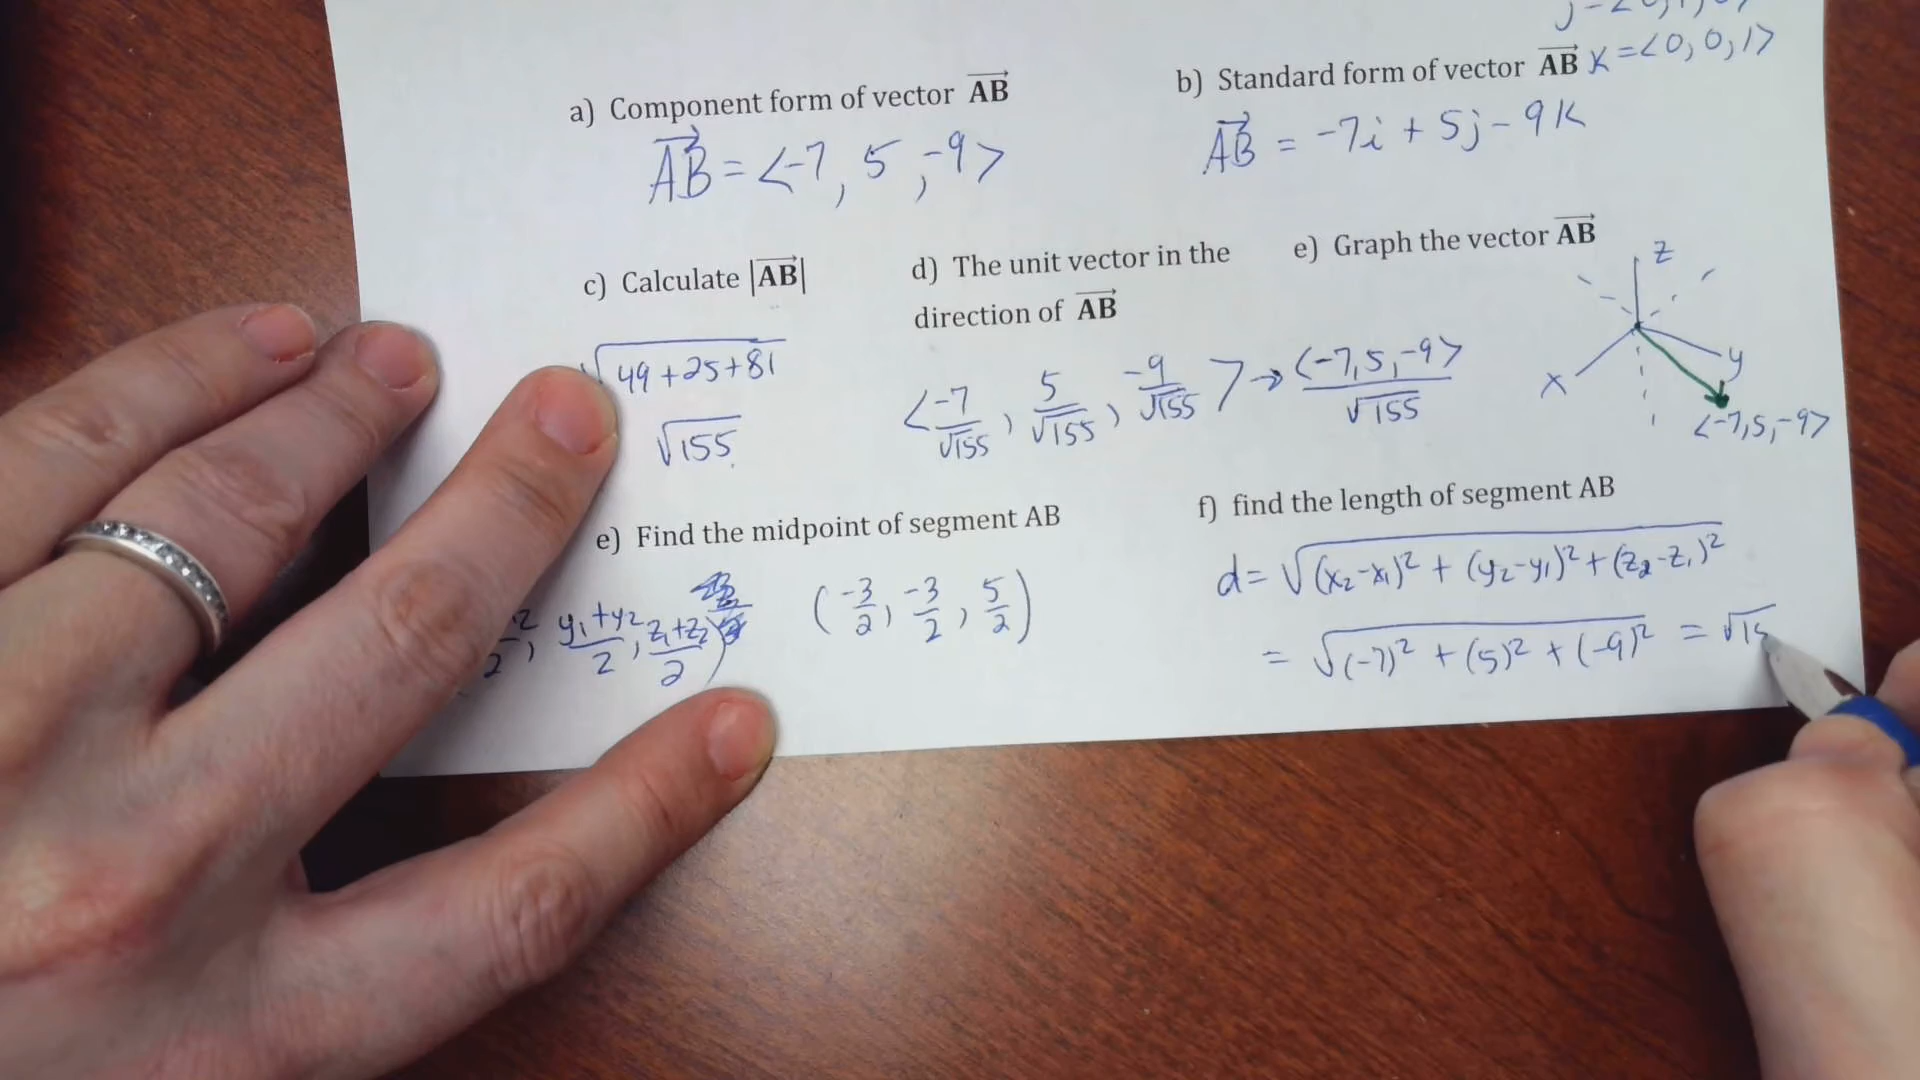 j = <0, 1, 0>
a) Component form of vector AB
b) Standard form of vector AB K = <0, 0, 1>
AB = <-7, 5, -9>
AB = -7i + 5j - 9K
c) Calculate |AB|
d) The unit vector in the
direction of AB
e) Graph the vector AB
z
y
x
<-7,5,-9>
√49+25+81
√155
<-7/√155, 5/√155, -9/√155> → <-7,5,-9>/√155
e) Find the midpoint of segment AB
f) find the length of segment AB
2/2, y₁+y₂/2, z₁+z₂/2)
(-3/2, -3/2, 5/2)
d = √(x₂-x₁)² + (y₂-y₁)² + (z₂-z₁)²
= √(-7)² + (5)² + (-9)² = √15